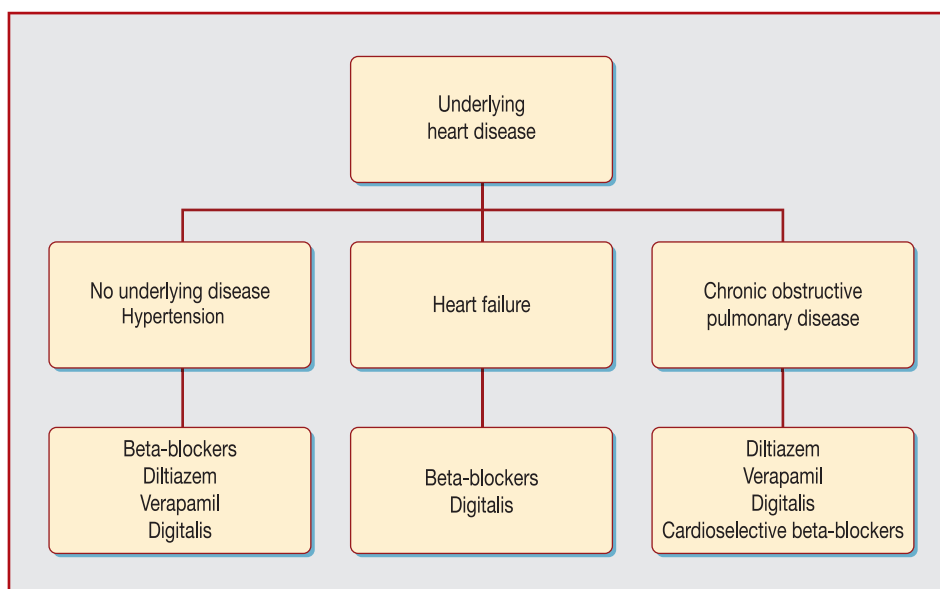 Underlying
heart disease
No underlying disease
Hypertension
Heart failure
Chronic obstructive
pulmonary disease
Beta-blockers
Diltiazem
Verapamil
Digitalis
Beta-blockers
Digitalis
Diltiazem
Verapamil
Digitalis
Cardioselective beta-blockers